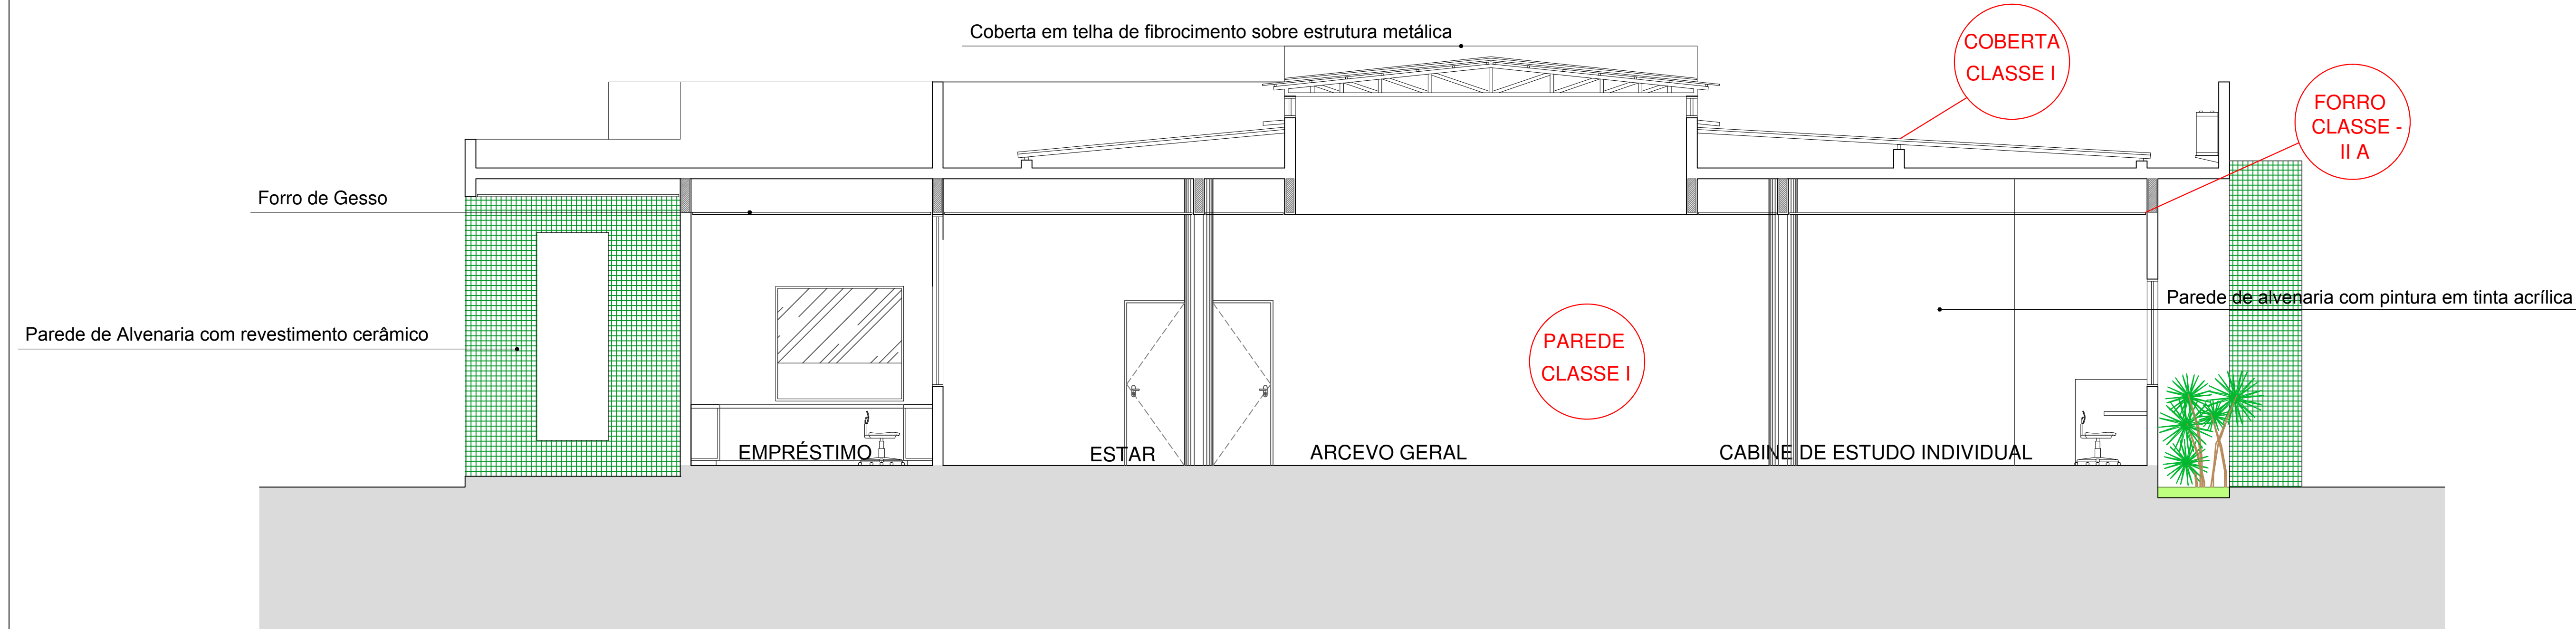 Coberta em telha de fibrocimento sobre estrutura metálica
COBERTA
CLASSE I
FORRO
CLASSE -
II A
Forro de Gesso
Parede de alvenaria com pintura em tinta acrílica
Parede de Alvenaria com revestimento cerâmico
PAREDE
CLASSE I
EMPRÉSTIMO
ESTAR
ARCEVO GERAL
CABINE DE ESTUDO INDIVIDUAL